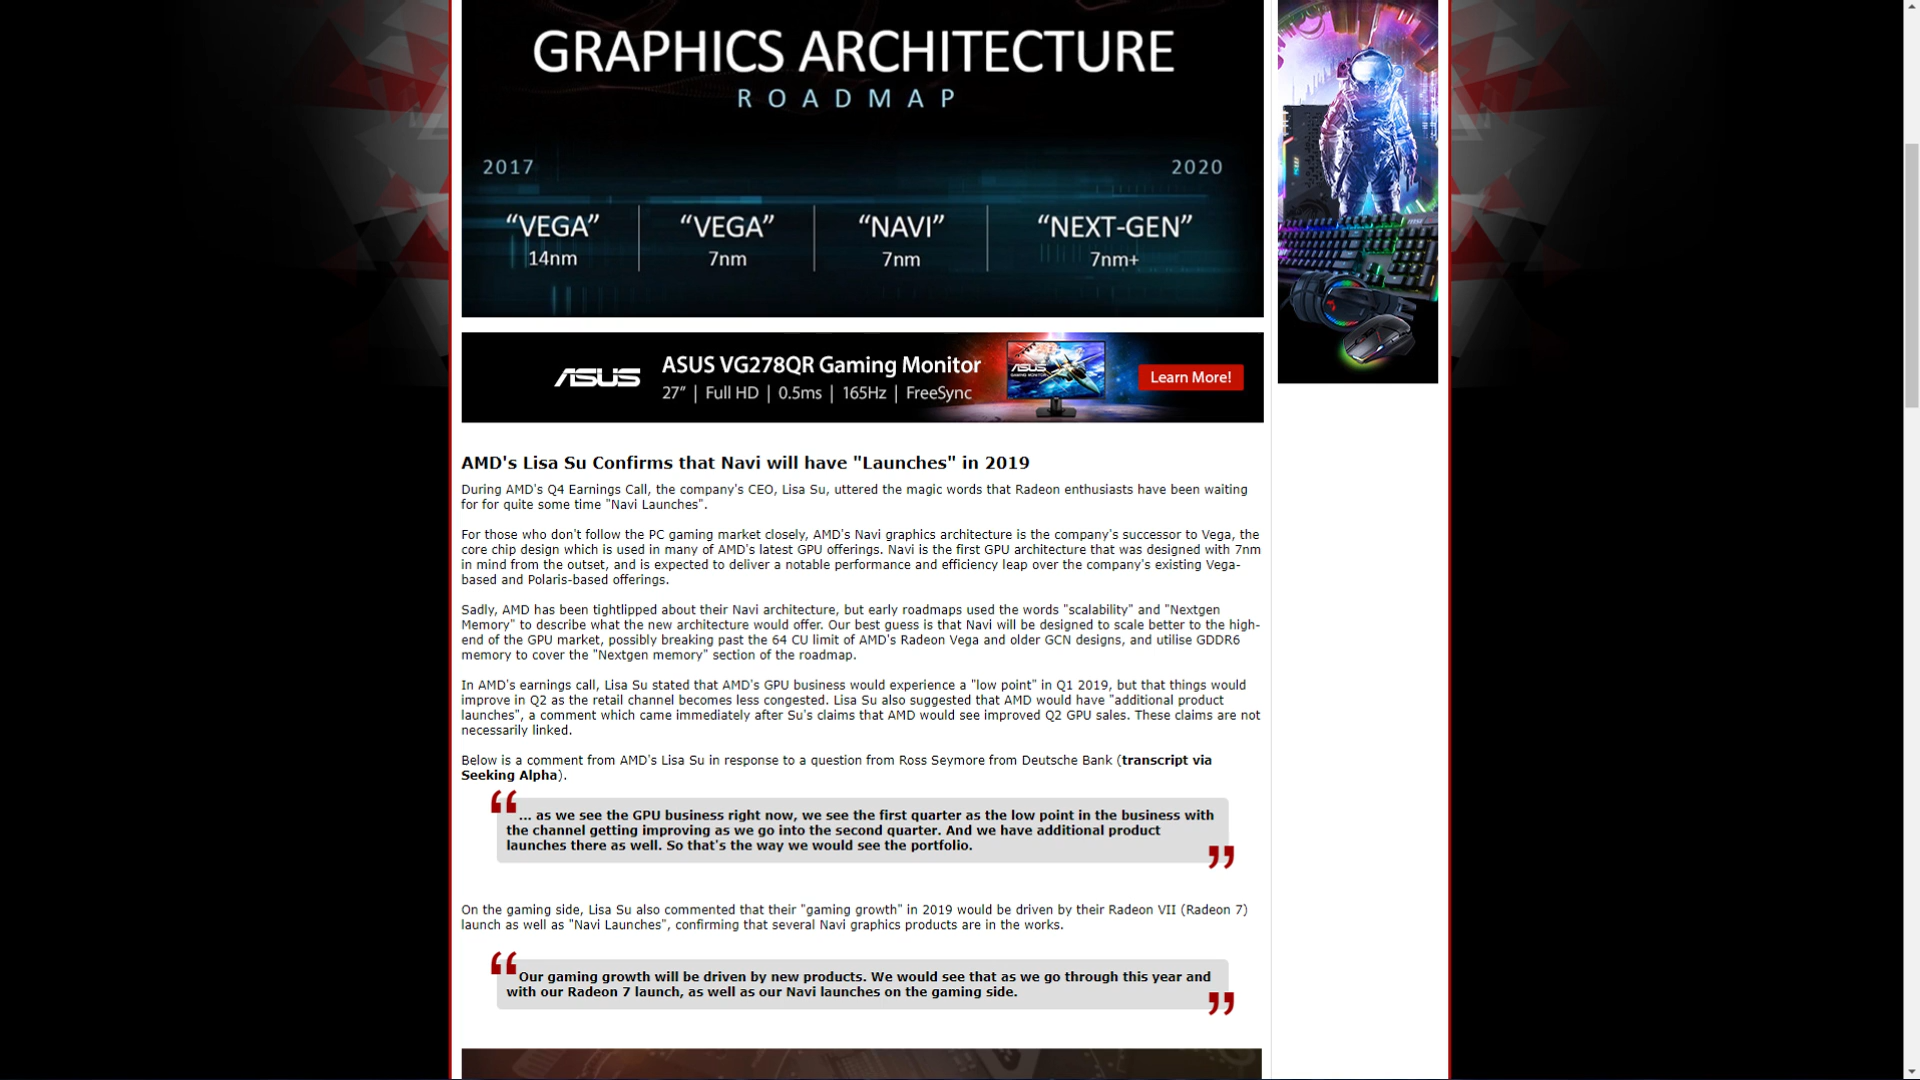 GRAPHICS ARCHITECTURE
ROADMAP
2017
2020
"VEGA"
14nm
"VEGA"
7nm
"NAVI"
7nm
"NEXT-GEN"
7nm+
ASUS
ASUS VG278QR Gaming Monitor
27" | Full HD | 0.5ms | 165Hz | FreeSync
Learn More!
AMD's Lisa Su Confirms that Navi will have "Launches" in 2019
During AMD's Q4 Earnings Call, the company's CEO, Lisa Su, uttered the magic words that Radeon enthusiasts have been waiting
for for quite some time "Navi Launches".
For those who don't follow the PC gaming market closely, AMD's Navi graphics architecture is the company's successor to Vega, the
core chip design which is used in many of AMD's latest GPU offerings. Navi is the first GPU architecture that was designed with 7nm
in mind from the outset, and is expected to deliver a notable performance and efficiency leap over the company's existing Vega-
based and Polaris-based offerings.
Sadly, AMD has been tightlipped about their Navi architecture, but early roadmaps used the words "scalability" and "Nextgen
Memory" to describe what the new architecture would offer. Our best guess is that Navi will be designed to scale better to the high-
end of the GPU market, possibly breaking past the 64 CU limit of AMD's Radeon Vega and older GCN designs, and utilise GDDR6
memory to cover the "Nextgen memory" section of the roadmap.
In AMD's earnings call, Lisa Su stated that AMD's GPU business would experience a "low point" in Q1 2019, but that things would
improve in Q2 as the retail channel becomes less congested. Lisa Su also suggested that AMD would have "additional product
launches", a comment which came immediately after Su's claims that AMD would see improved Q2 GPU sales. These claims are not
necessarily linked.
Below is a comment from AMD's Lisa Su in response to a question from Ross Seymore from Deutsche Bank (transcript via
Seeking Alpha).
"... as we see the GPU business right now, we see the first quarter as the low point in the business with
the channel getting improving as we go into the second quarter. And we have additional product
launches there as well. So that's the way we would see the portfolio."
On the gaming side, Lisa Su also commented that their "gaming growth" in 2019 would be driven by their Radeon VII (Radeon 7)
launch as well as "Navi Launches", confirming that several Navi graphics products are in the works.
"Our gaming growth will be driven by new products. We would see that as we go through this year and
with our Radeon 7 launch, as well as our Navi launches on the gaming side."